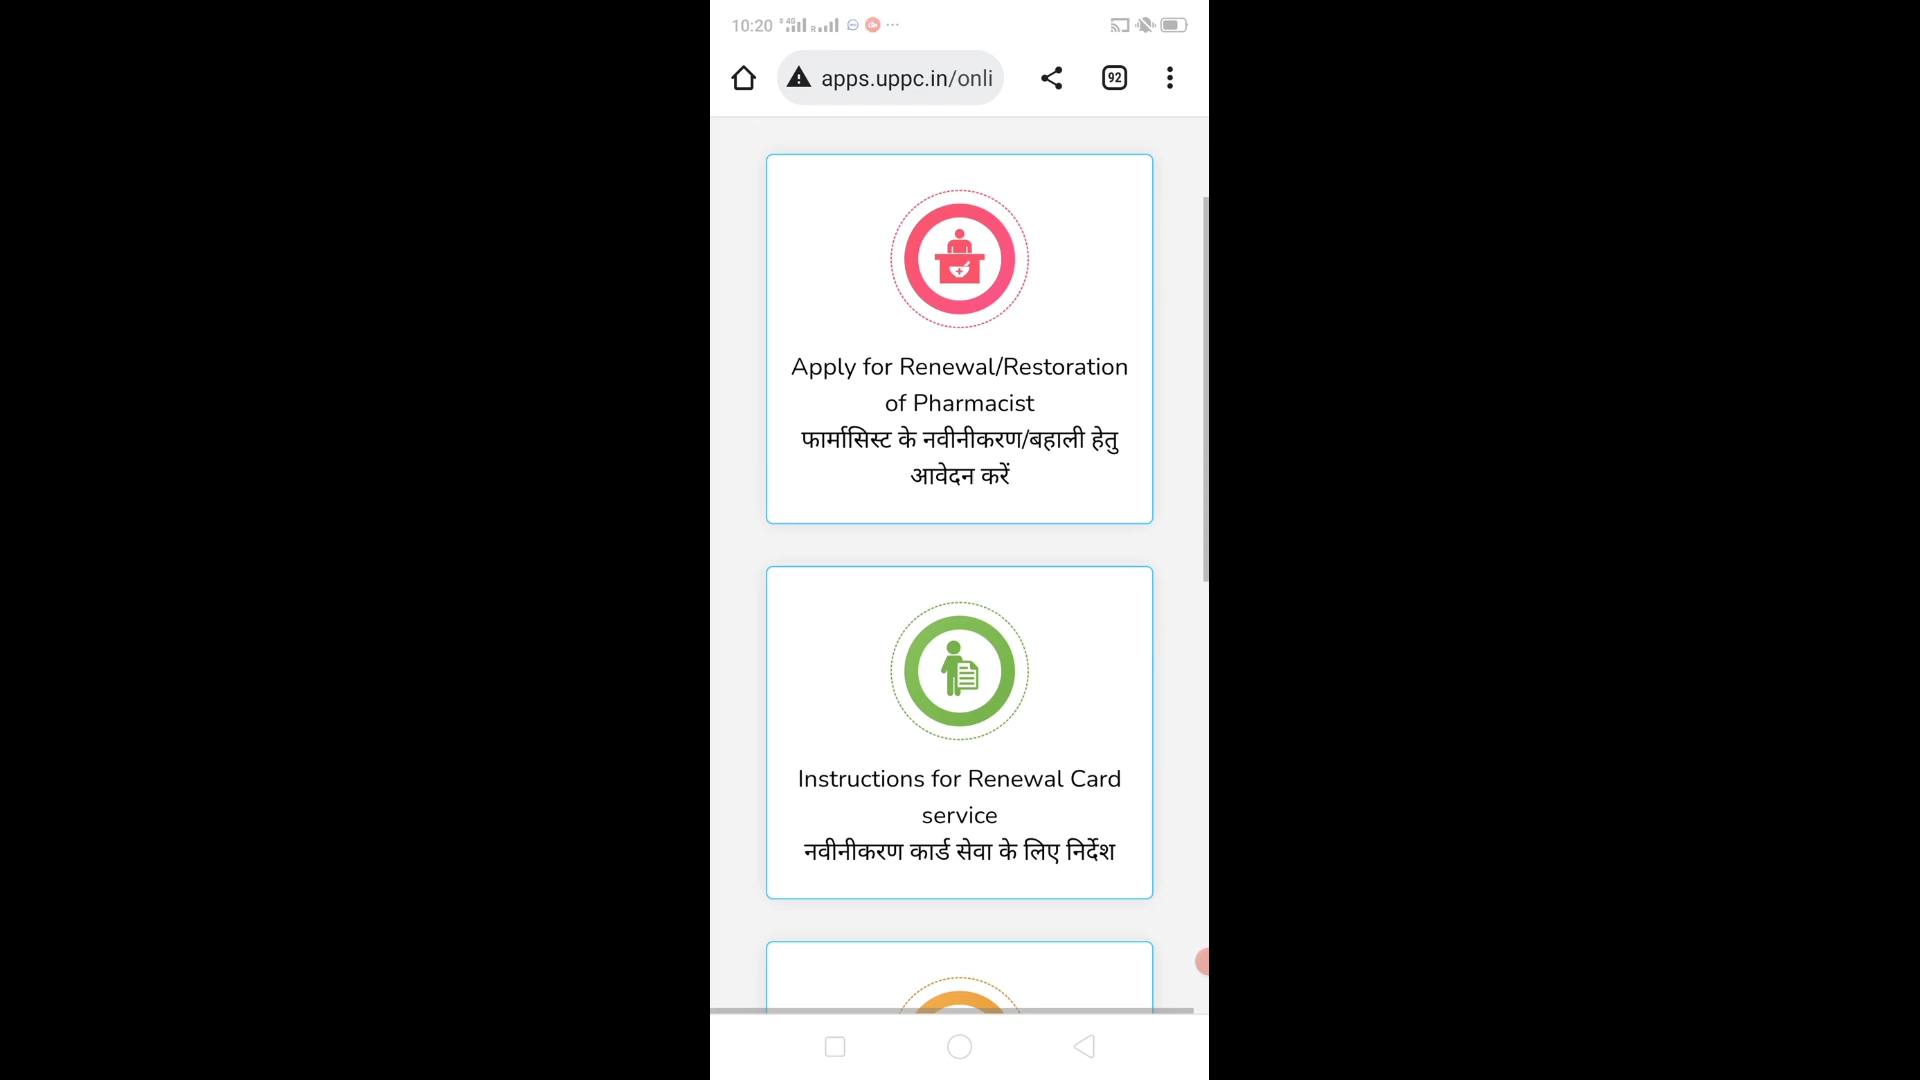 10:20 4G R
apps.uppc.in/onli 92
Apply for Renewal/Restoration
of Pharmacist
फार्मासिस्ट के नवीनीकरण/बहाली हेतु
आवेदन करें
Instructions for Renewal Card
service
नवीनीकरण कार्ड सेवा के लिए निर्देश